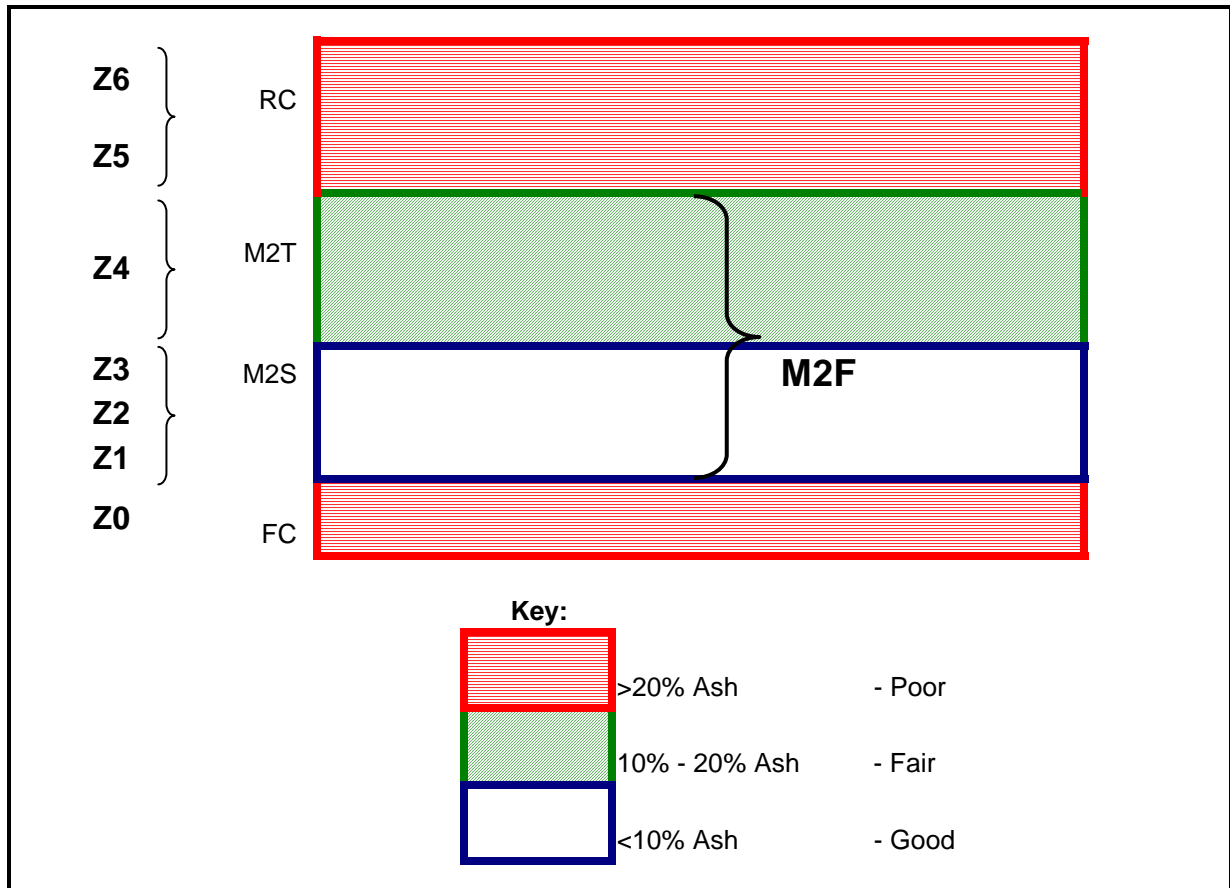 Z6
RC
Z5
M2T
Z4
Z3
M2S
M2F
Z2
Z1
Z0
FC
Key:
>20% Ash - Poor
10% - 20% Ash - Fair
<10% Ash - Good